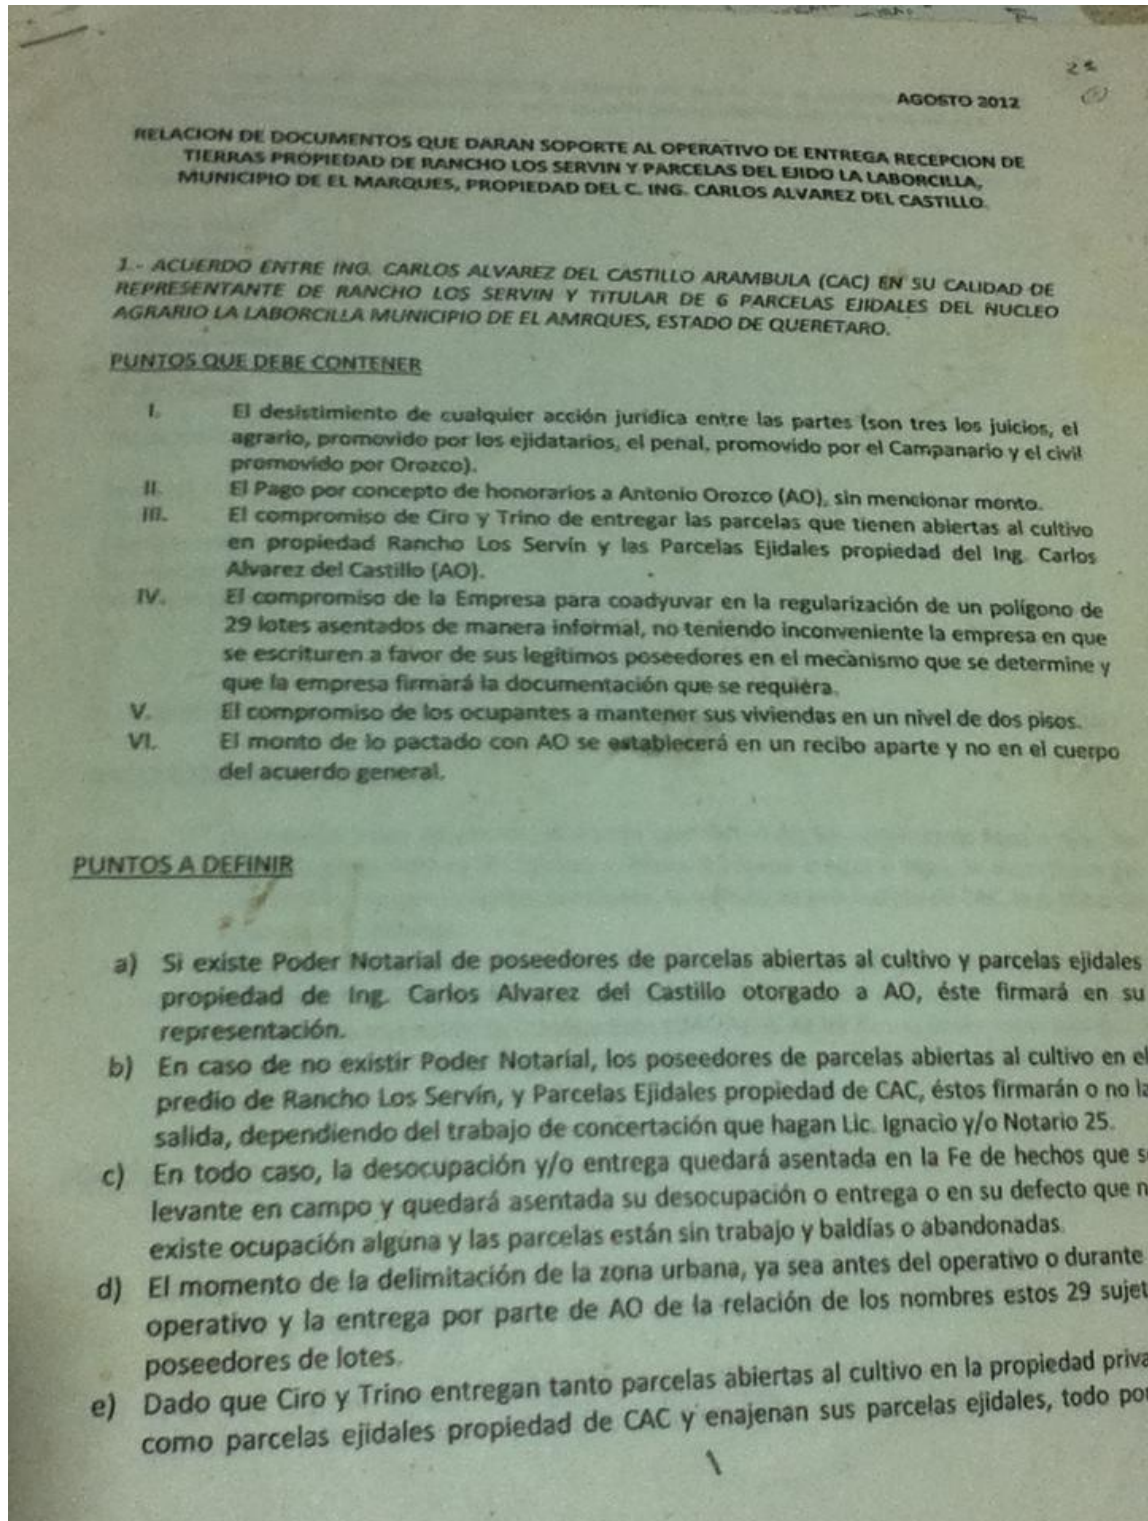 AGOSTO 2012
RELACION DE DOCUMENTOS QUE DARAN SOPORTE AL OPERATIVO DE ENTREGA RECEPCION DE
TIERRAS PROPIEDAD DE RANCHO LOS SERVIN Y PARCELAS DEL EJIDO LA LABORCILLA,
MUNICIPIO DE EL MARQUES, PROPIEDAD DEL C. ING. CARLOS ALVAREZ DEL CASTILLO.
1.- ACUERDO ENTRE ING. CARLOS ALVAREZ DEL CASTILLO ARAMBULA (CAC) EN SU CALIDAD DE
REPRESENTANTE DE RANCHO LOS SERVIN Y TITULAR DE 6 PARCELAS EJIDALES DEL NUCLEO
AGRARIO LA LABORCILLA MUNICIPIO DE EL AMRQUES, ESTADO DE QUERETARO.
PUNTOS QUE DEBE CONTENER
I. El desistimiento de cualquier acción jurídica entre las partes (son tres los juicios, el
agrario, promovido por los ejidatarios, el penal, promovido por el Campanario y el civil
promovido por Orozco).
II. El Pago por concepto de honorarios a Antonio Orozco (AO), sin mencionar monto.
III. El compromiso de Ciro y Trino de entregar las parcelas que tienen abiertas al cultivo
en propiedad Rancho Los Servín y las Parcelas Ejidales propiedad del Ing. Carlos
Alvarez del Castillo (AO).
IV. El compromiso de la Empresa para coadyuvar en la regularización de un polígono de
29 lotes asentados de manera informal, no teniendo inconveniente la empresa en que
se escrituren a favor de sus legítimos poseedores en el mecanismo que se determine y
que la empresa firmará la documentación que se requiera.
V. El compromiso de los ocupantes a mantener sus viviendas en un nivel de dos pisos.
VI. El monto de lo pactado con AO se establecerá en un recibo aparte y no en el cuerpo
del acuerdo general.
PUNTOS A DEFINIR
a) Si existe Poder Notarial de poseedores de parcelas abiertas al cultivo y parcelas ejidales
propiedad de Ing. Carlos Alvarez del Castillo otorgado a AO, éste firmará en su
representación.
b) En caso de no existir Poder Notarial, los poseedores de parcelas abiertas al cultivo en el
predio de Rancho Los Servín, y Parcelas Ejidales propiedad de CAC, éstos firmarán o no la
salida, dependiendo del trabajo de concertación que hagan Lic. Ignacio y/o Notario 25.
c) En todo caso, la desocupación y/o entrega quedará asentada en la Fe de hechos que se
levante en campo y quedará asentada su desocupación o entrega o en su defecto que n
existe ocupación alguna y las parcelas están sin trabajo y baldías o abandonadas.
d) El momento de la delimitación de la zona urbana, ya sea antes del operativo o durante
operativo y la entrega por parte de AO de la relación de los nombres estos 29 sujet
poseedores de lotes.
e) Dado que Ciro y Trino entregan tanto parcelas abiertas al cultivo en la propiedad priva
como parcelas ejidales propiedad de CAC y enajenan sus parcelas ejidales, todo por
1